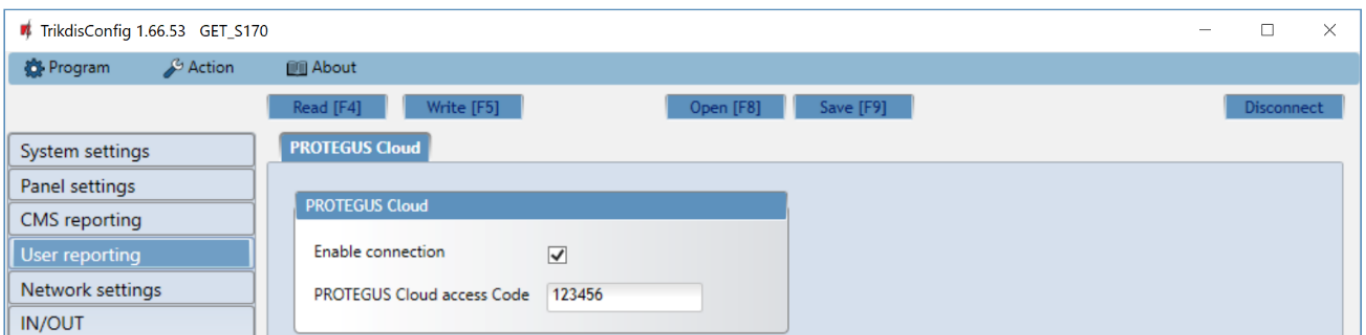 TrikdisConfig 1.66.53 GET_S170
Program Action About
Read [F4] Write [F5] Open [F8] Save [F9] Disconnect
System settings
Panel settings
CMS reporting
User reporting
Network settings
IN/OUT
PROTEGUS Cloud
PROTEGUS Cloud
Enable connection
PROTEGUS Cloud access Code 123456